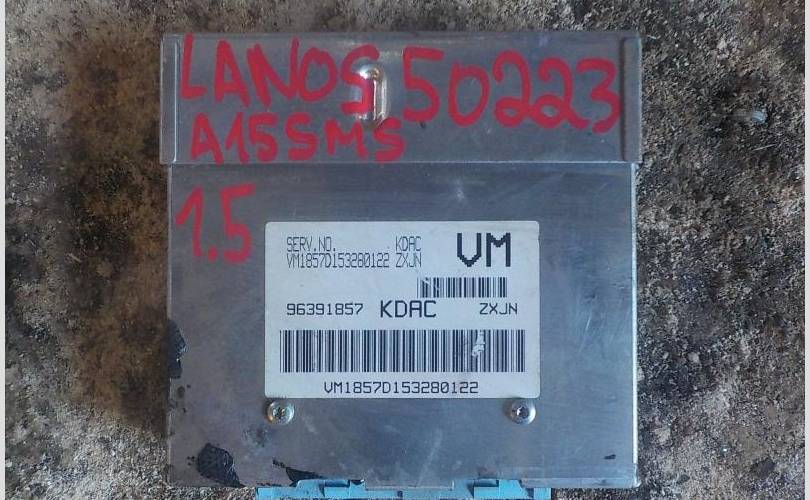 LANOS 50223
A15SMS
1.5
SERV.NO. KDAC
VM1857D153280122 ZXJN
VM
96391857 KDAC ZXJN
VM1857D153280122